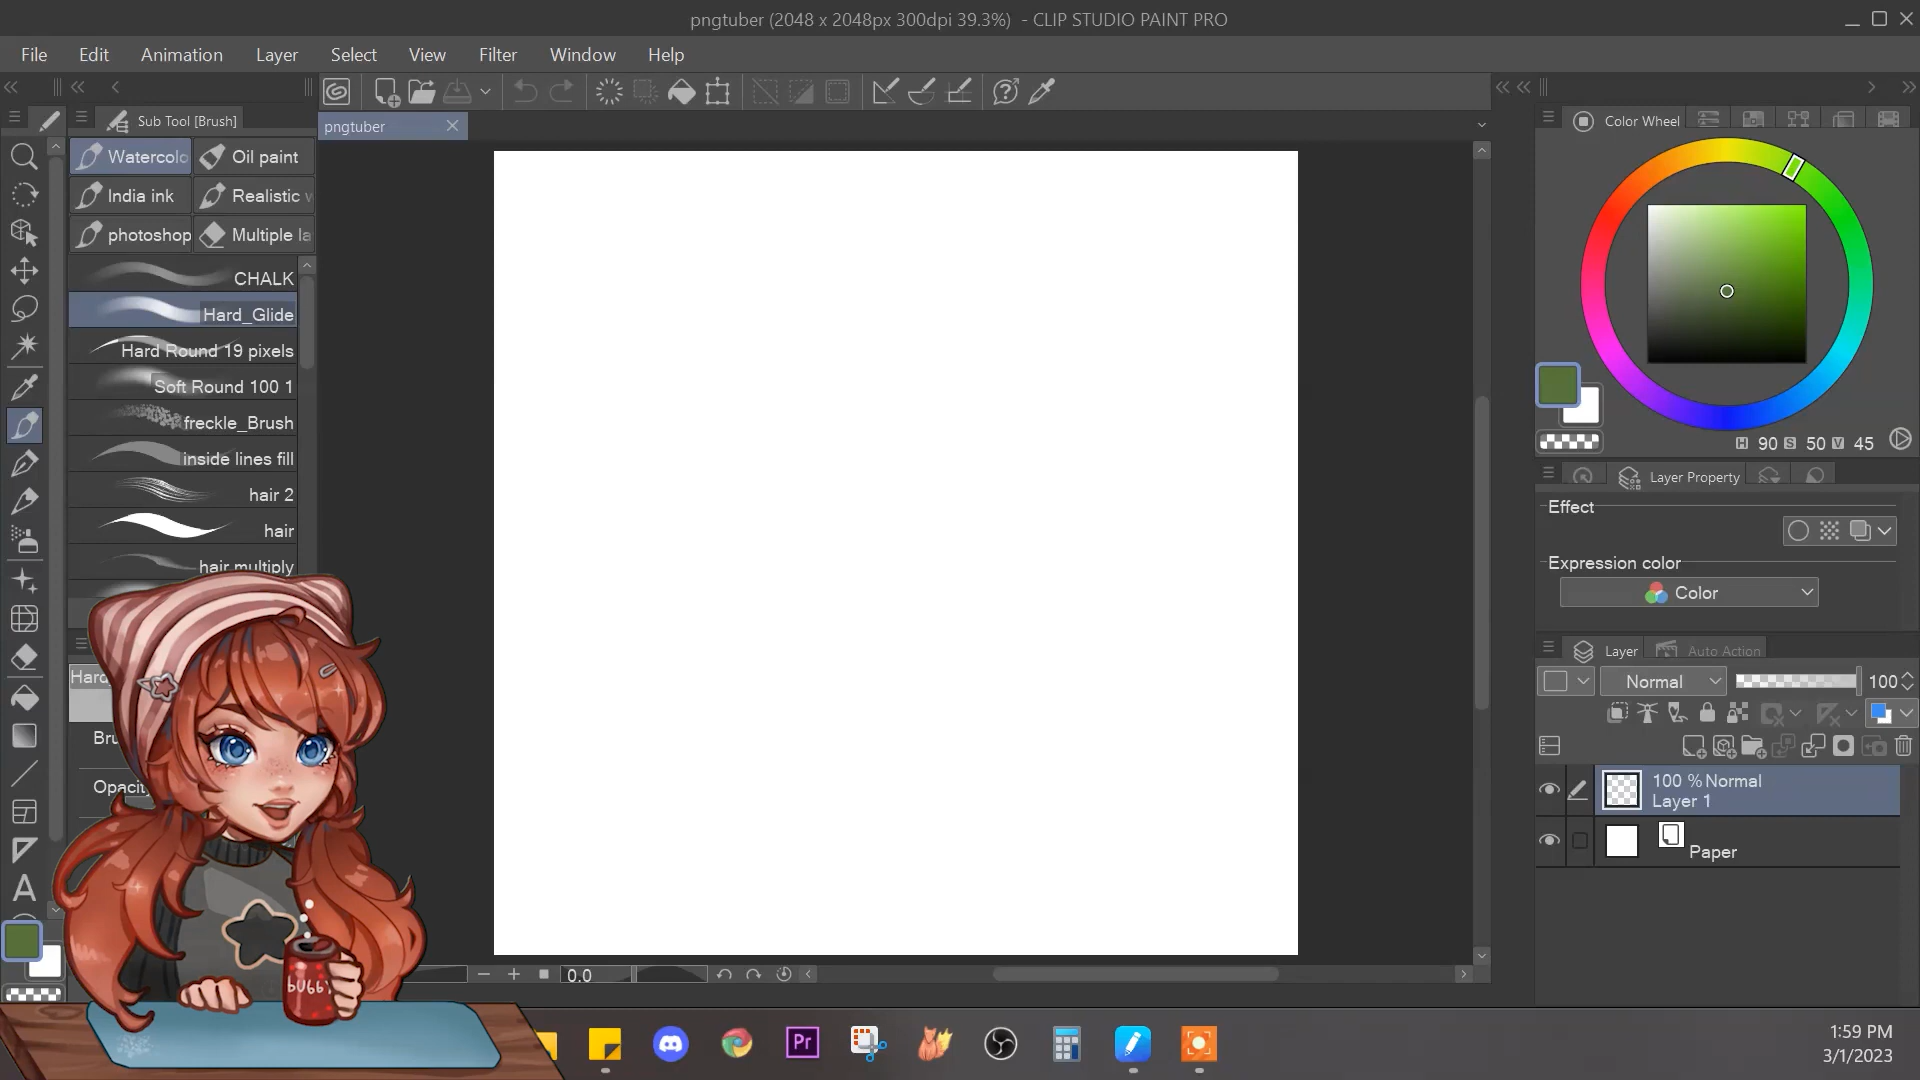 pngtuber (2048 x 2048px 300dpi 39.3%)  - CLIP STUDIO PAINT PRO
File Edit Animation Layer Select View Filter Window Help
Sub Tool [Brush]
pngtuber
Color Wheel
Watercolo
Oil paint
India ink
Realistic
photoshop
Multiple la
CHALK
Hard_Glide
Hard Round 19 pixels
Soft Round 100 1
freckle_Brush
inside lines fill
hair 2
hair
hair multiply
Hard
Bru
Opacity
A
bubby
0.0
H 90 S 50 V 45
Layer Property
Effect
Expression color
Color
Layer
Auto Action
Normal
100
100 % Normal
Layer 1
Paper
Pr
1:59 PM
3/1/2023